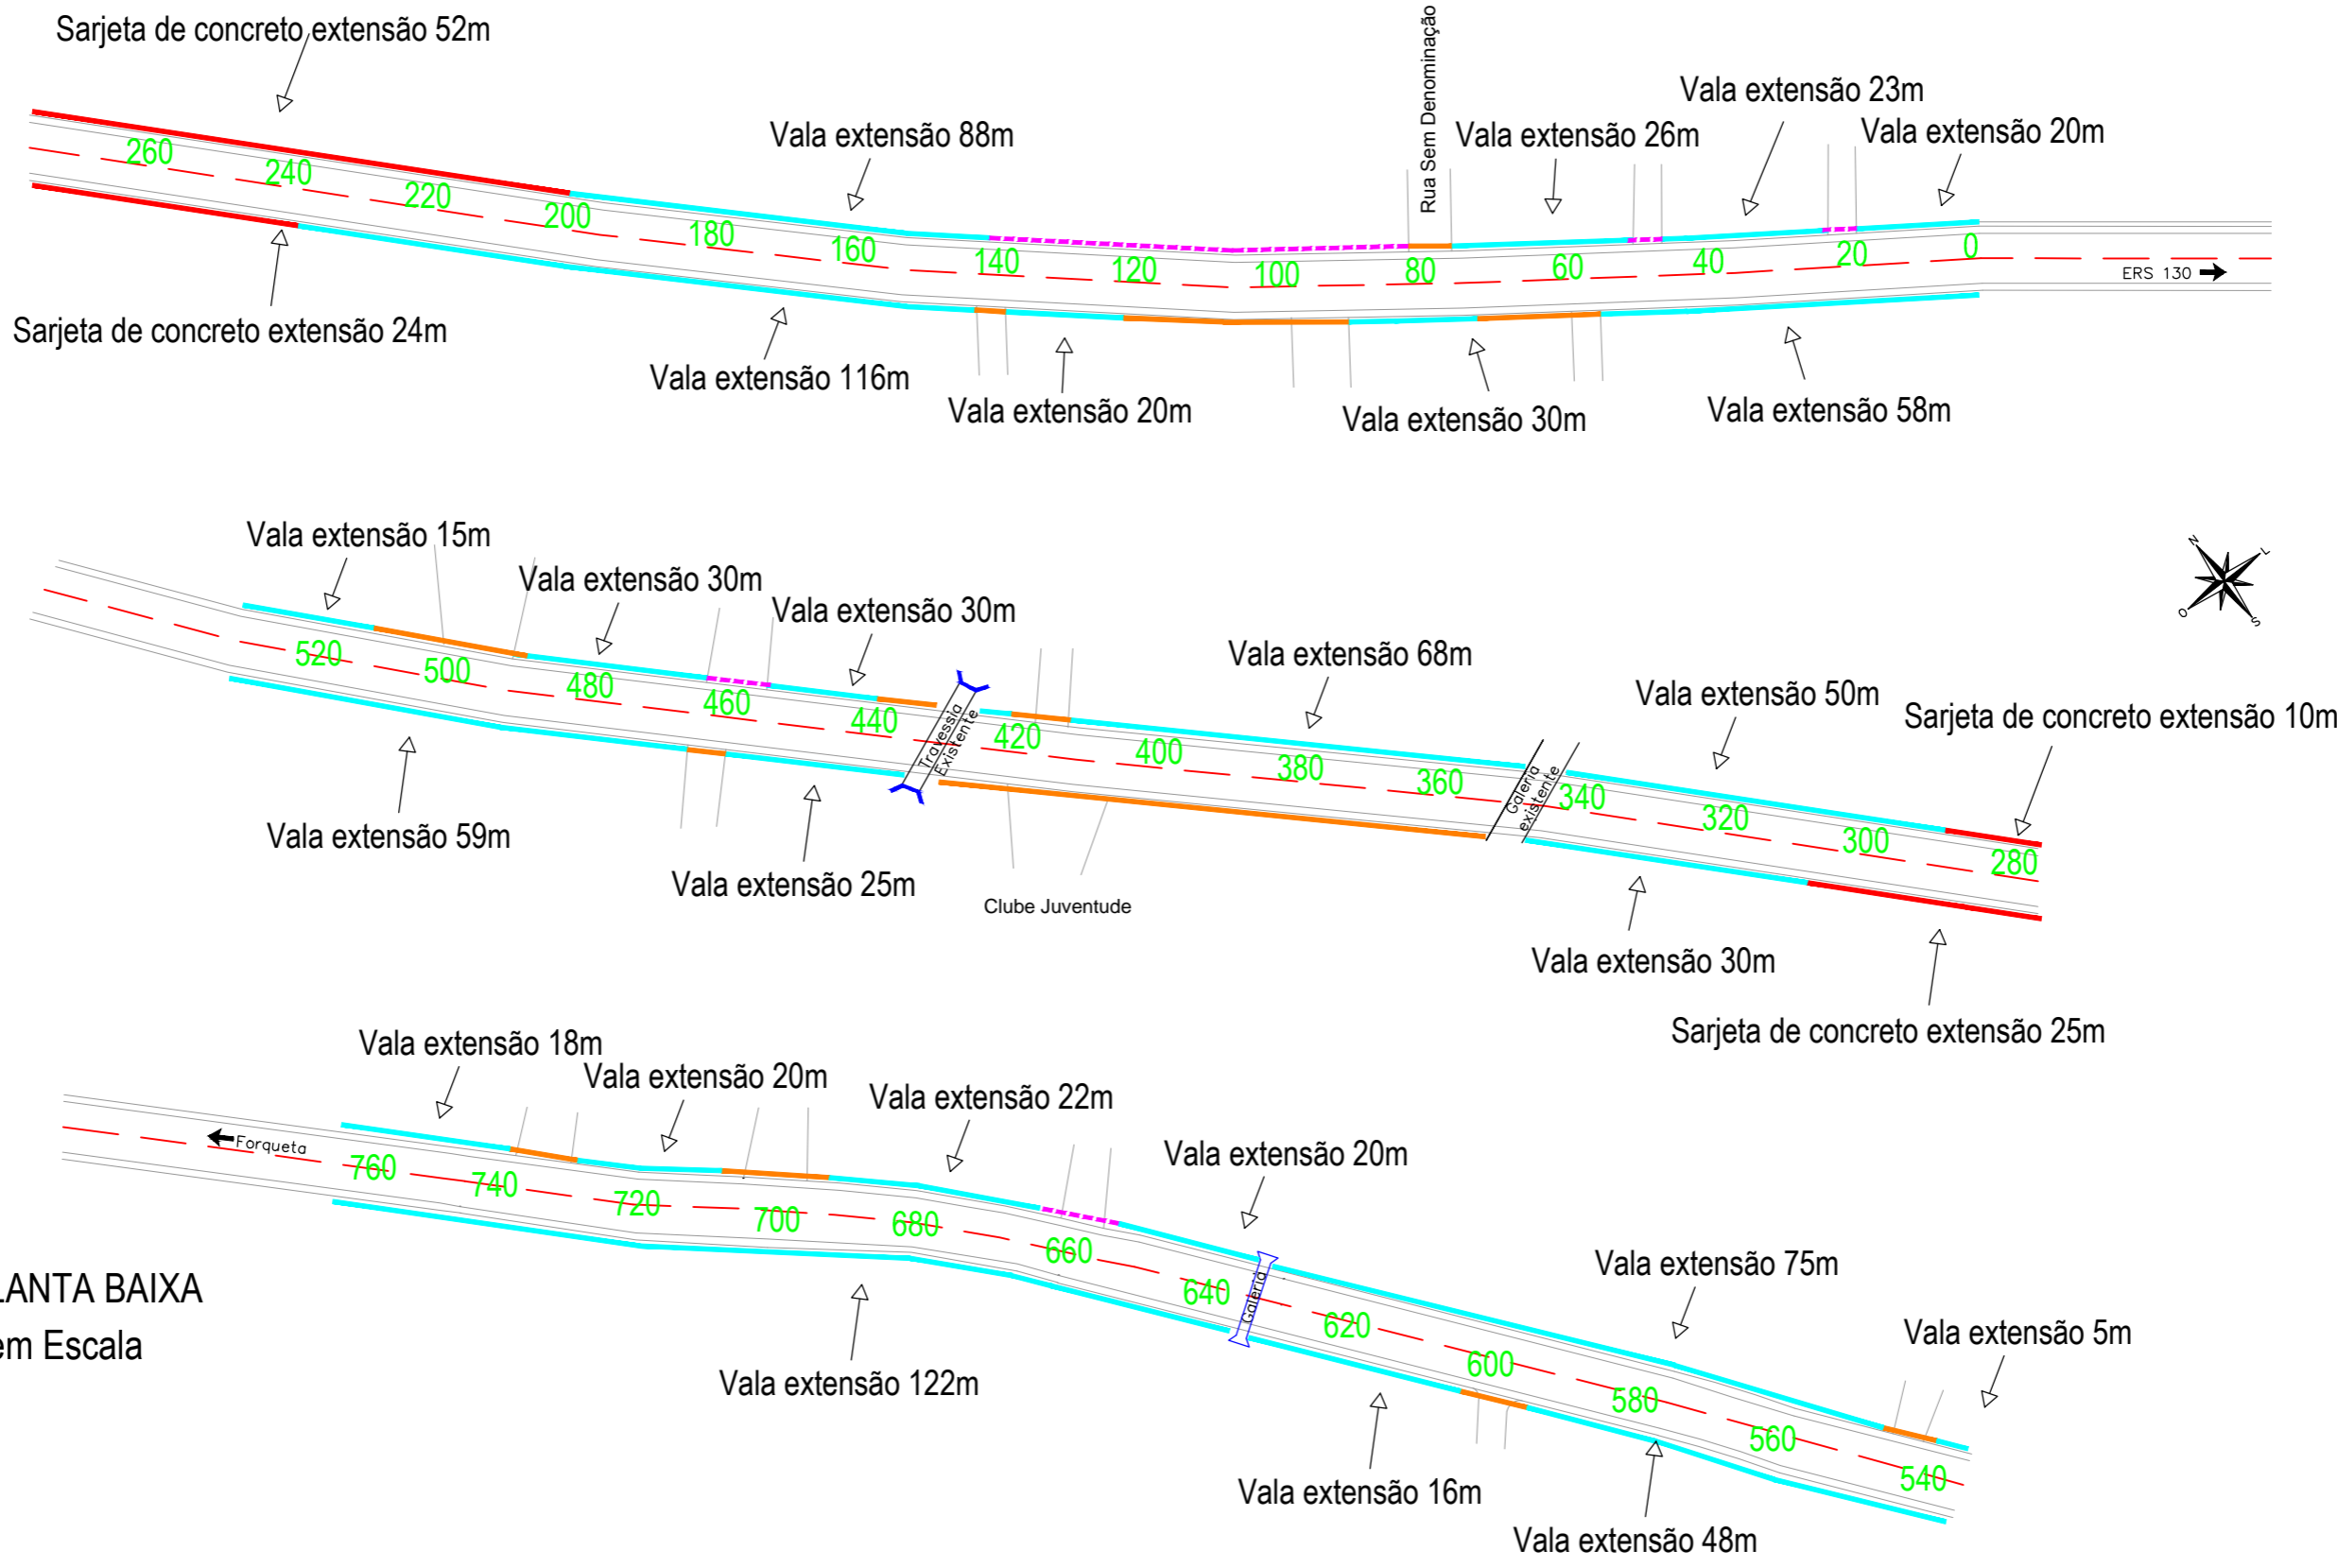 Sarjeta de concreto extensão 52m
Rua Sem Denominação
Vala extensão 23m
Vala extensão 88m
Vala extensão 26m
Vala extensão 20m
260
240
220
200
180
160
140
120
100
80
60
40
20
0
ERS 130
Sarjeta de concreto extensão 24m
Vala extensão 116m
Vala extensão 20m
Vala extensão 30m
Vala extensão 58m
Vala extensão 15m
Vala extensão 30m
Vala extensão 30m
Vala extensão 68m
Vala extensão 50m
Sarjeta de concreto extensão 10m
N
L
O
S
520
500
480
460
440
Travessia
Existente
420
400
380
360
Galeria
existente
340
320
300
280
Vala extensão 59m
Vala extensão 25m
Clube Juventude
Vala extensão 30m
Sarjeta de concreto extensão 25m
Vala extensão 18m
Vala extensão 20m
Vala extensão 22m
Vala extensão 20m
Vala extensão 75m
Vala extensão 5m
Forqueta
760
740
720
700
680
660
640
Galeria
620
600
580
560
540
LANTA BAIXA
em Escala
Vala extensão 122m
Vala extensão 16m
Vala extensão 48m